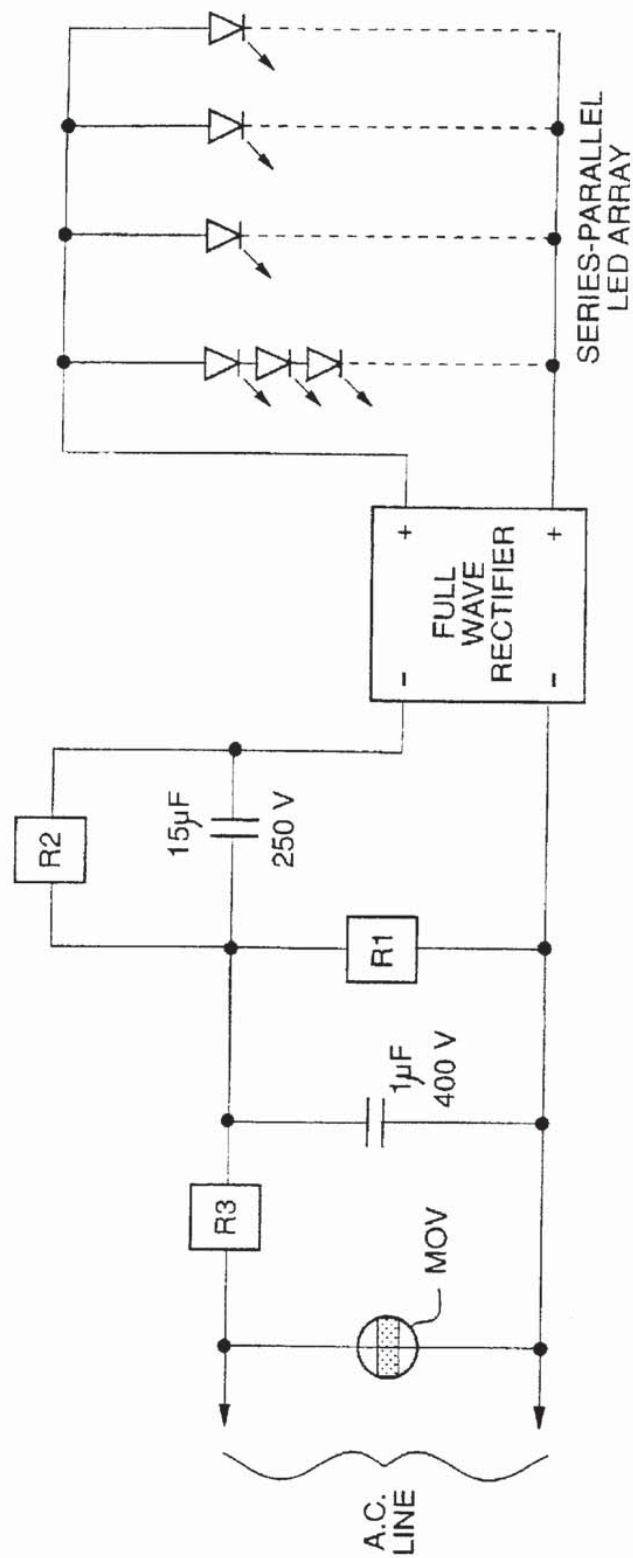 A.C.
LINE
MOV
R3
1µF
400 V
R1
R2
15µF
250 V
− +
FULL
WAVE
RECTIFIER
− +
SERIES-PARALLEL
LED ARRAY